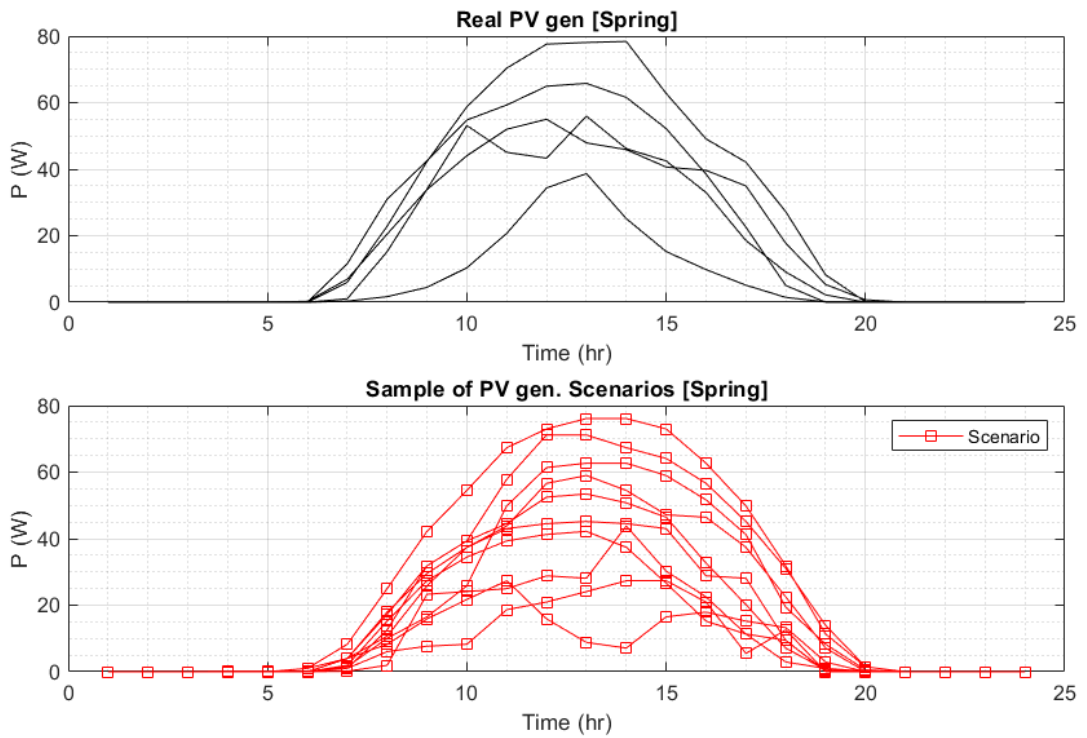 Real PV gen [Spring]
80
60
40
20
0
P (W)
0 5 10 15 20 25
Time (hr)
Sample of PV gen. Scenarios [Spring]
80
60
40
20
0
P (W)
Scenario
0 5 10 15 20 25
Time (hr)